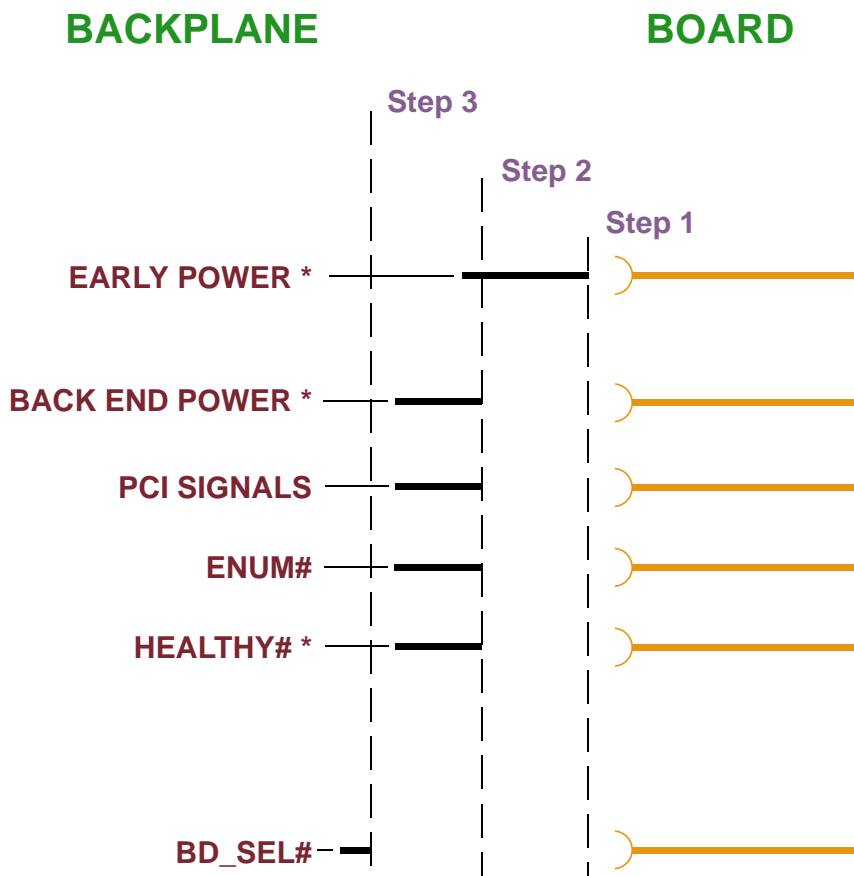 BACKPLANE
BOARD
Step 3
Step 2
Step 1
EARLY POWER *
BACK END POWER *
PCI SIGNALS
ENUM#
HEALTHY# *
BD_SEL#